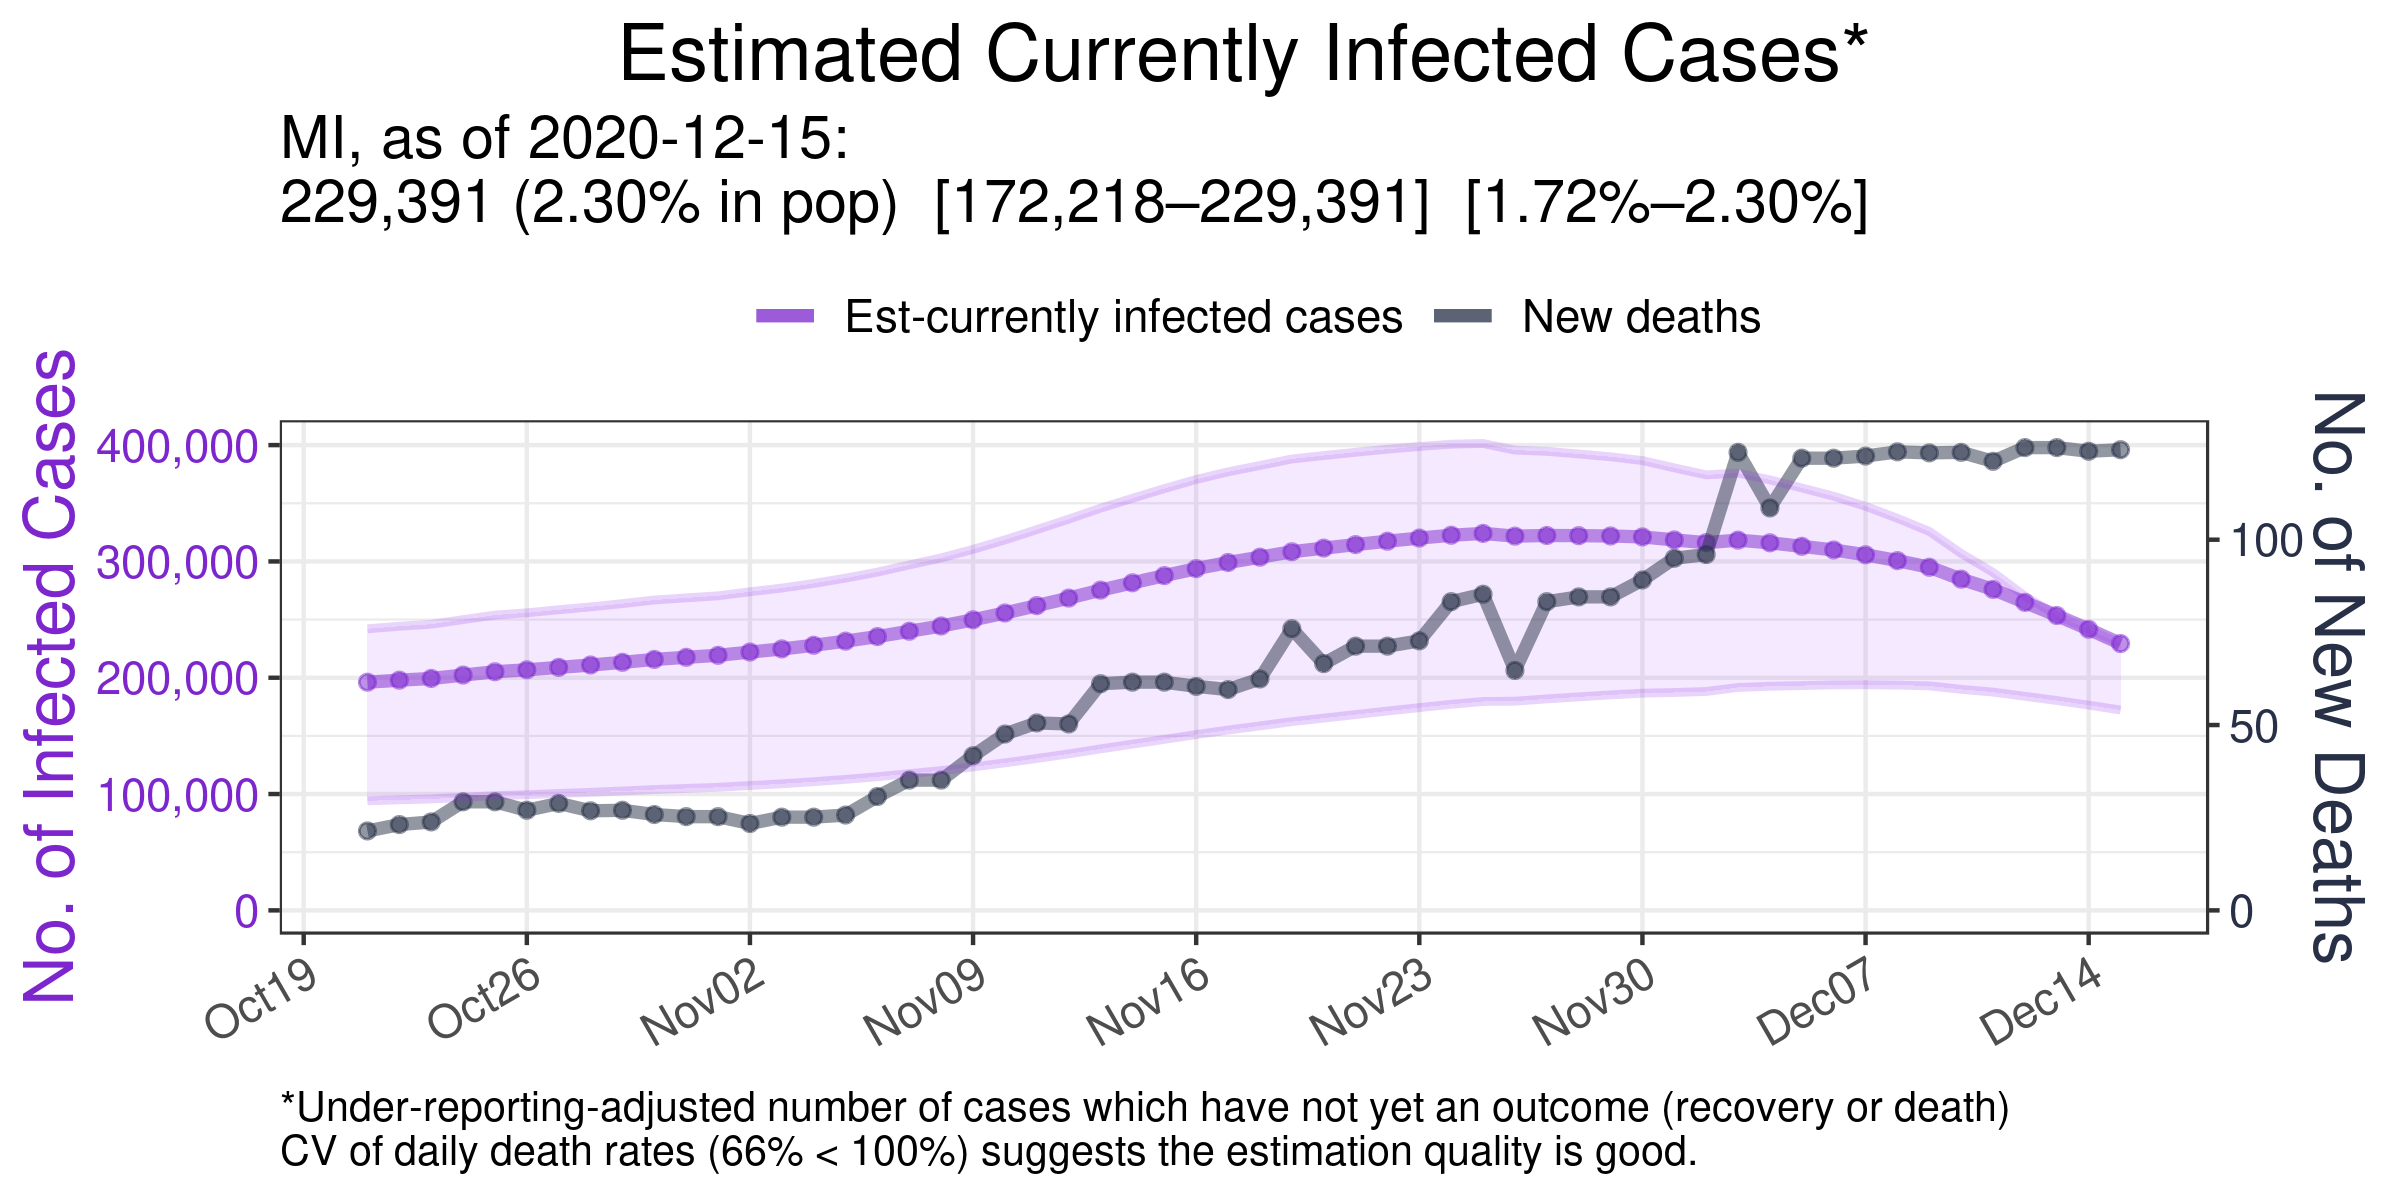 Estimated Currently Infected Cases*
MI, as of 2020-12-15:
229,391 (2.30% in pop)  [172,218–229,391]  [1.72%–2.30%]
Est-currently infected cases
New deaths
No. of Infected Cases
400,000
300,000
200,000
100,000
0
No. of New Deaths
100
50
0
Oct19
Oct26
Nov02
Nov09
Nov16
Nov23
Nov30
Dec07
Dec14
*Under-reporting-adjusted number of cases which have not yet an outcome (recovery or death)
CV of daily death rates (66% < 100%) suggests the estimation quality is good.